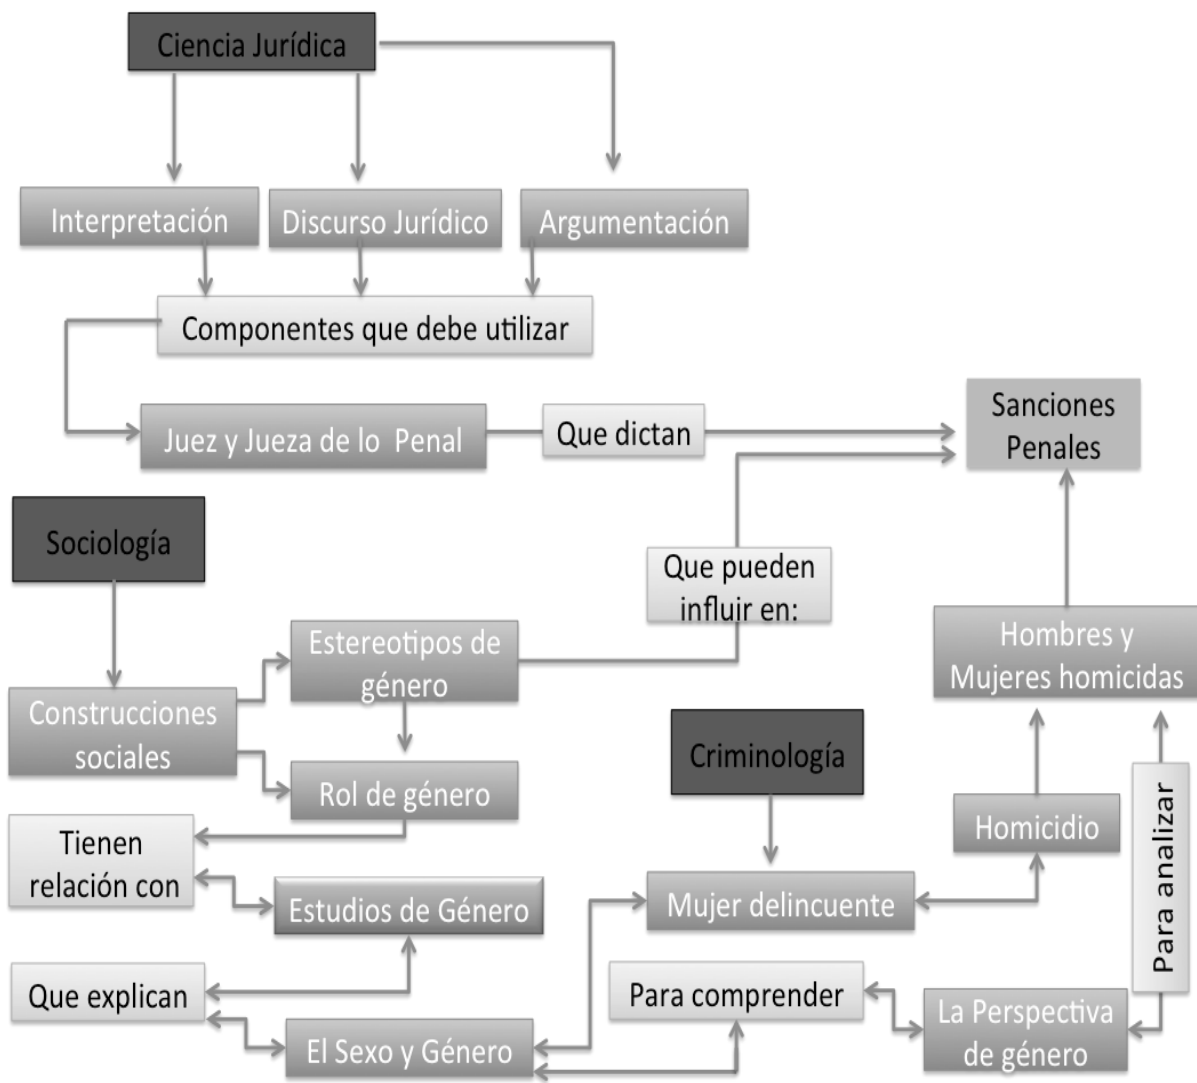 Ciencia Jurídica
Interpretación
Discurso Jurídico
Argumentación
Componentes que debe utilizar
Juez y Jueza de lo Penal
Que dictan
Sanciones
Penales
Sociología
Que pueden
influir en:
Estereotipos de
género
Hombres y
Mujeres homicidas
Construcciones
sociales
Criminología
Rol de género
Homicidio
Para analizar
Tienen
relación con
Estudios de Género
Mujer delincuente
Que explican
Para comprender
La Perspectiva
de género
El Sexo y Género